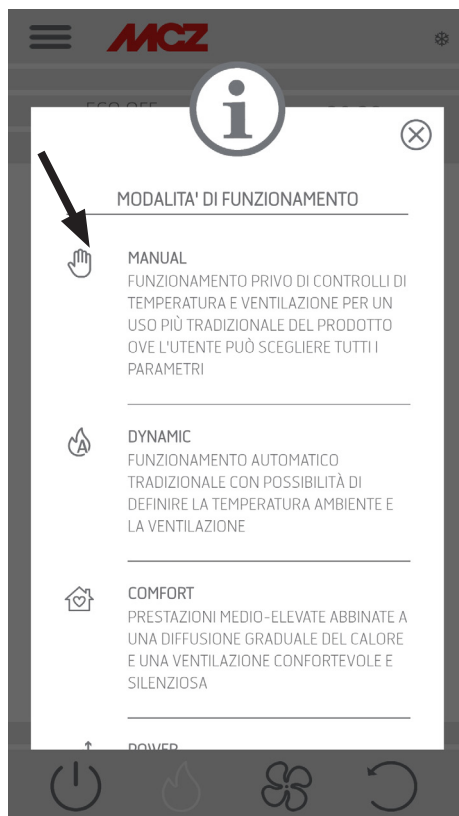 MCZ
MODALITA' DI FUNZIONAMENTO
MANUAL
FUNZIONAMENTO PRIVO DI CONTROLLI DI
TEMPERATURA E VENTILAZIONE PER UN
USO PIÙ TRADIZIONALE DEL PRODOTTO
OVE L'UTENTE PUÒ SCEGLIERE TUTTI I
PARAMETRI
A
DYNAMIC
FUNZIONAMENTO AUTOMATICO
TRADIZIONALE CON POSSIBILITÀ DI
DEFINIRE LA TEMPERATURA AMBIENTE E
LA VENTILAZIONE
COMFORT
PRESTAZIONI MEDIO-ELEVATE ABBINATE A
UNA DIFFUSIONE GRADUALE DEL CALORE
E UNA VENTILAZIONE CONFORTEVOLE E
SILENZIOSA
POWER